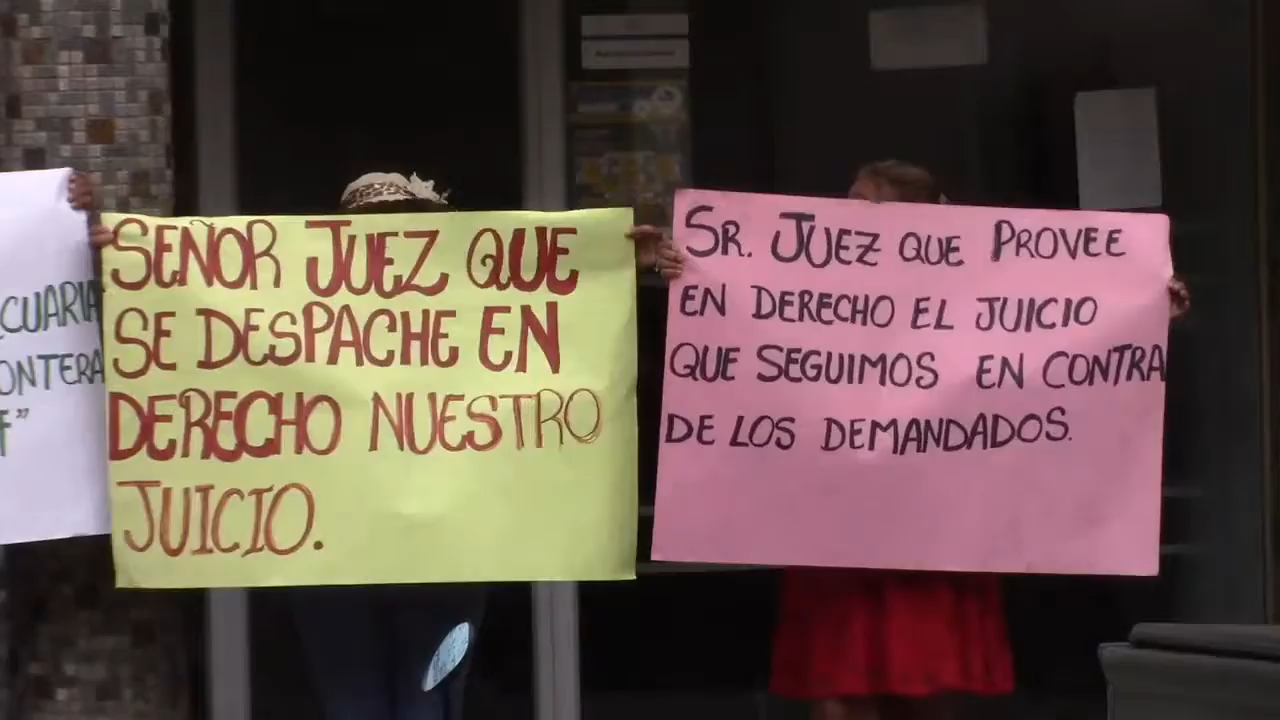 SEÑOR JUEZ QUE
SE DESPACHE EN
DERECHO NUESTRO
JUICIO.
SR. JUEZ QUE PROVEE
EN DERECHO EL JUICIO
QUE SEGUIMOS EN CONTRA
DE LOS DEMANDADOS.